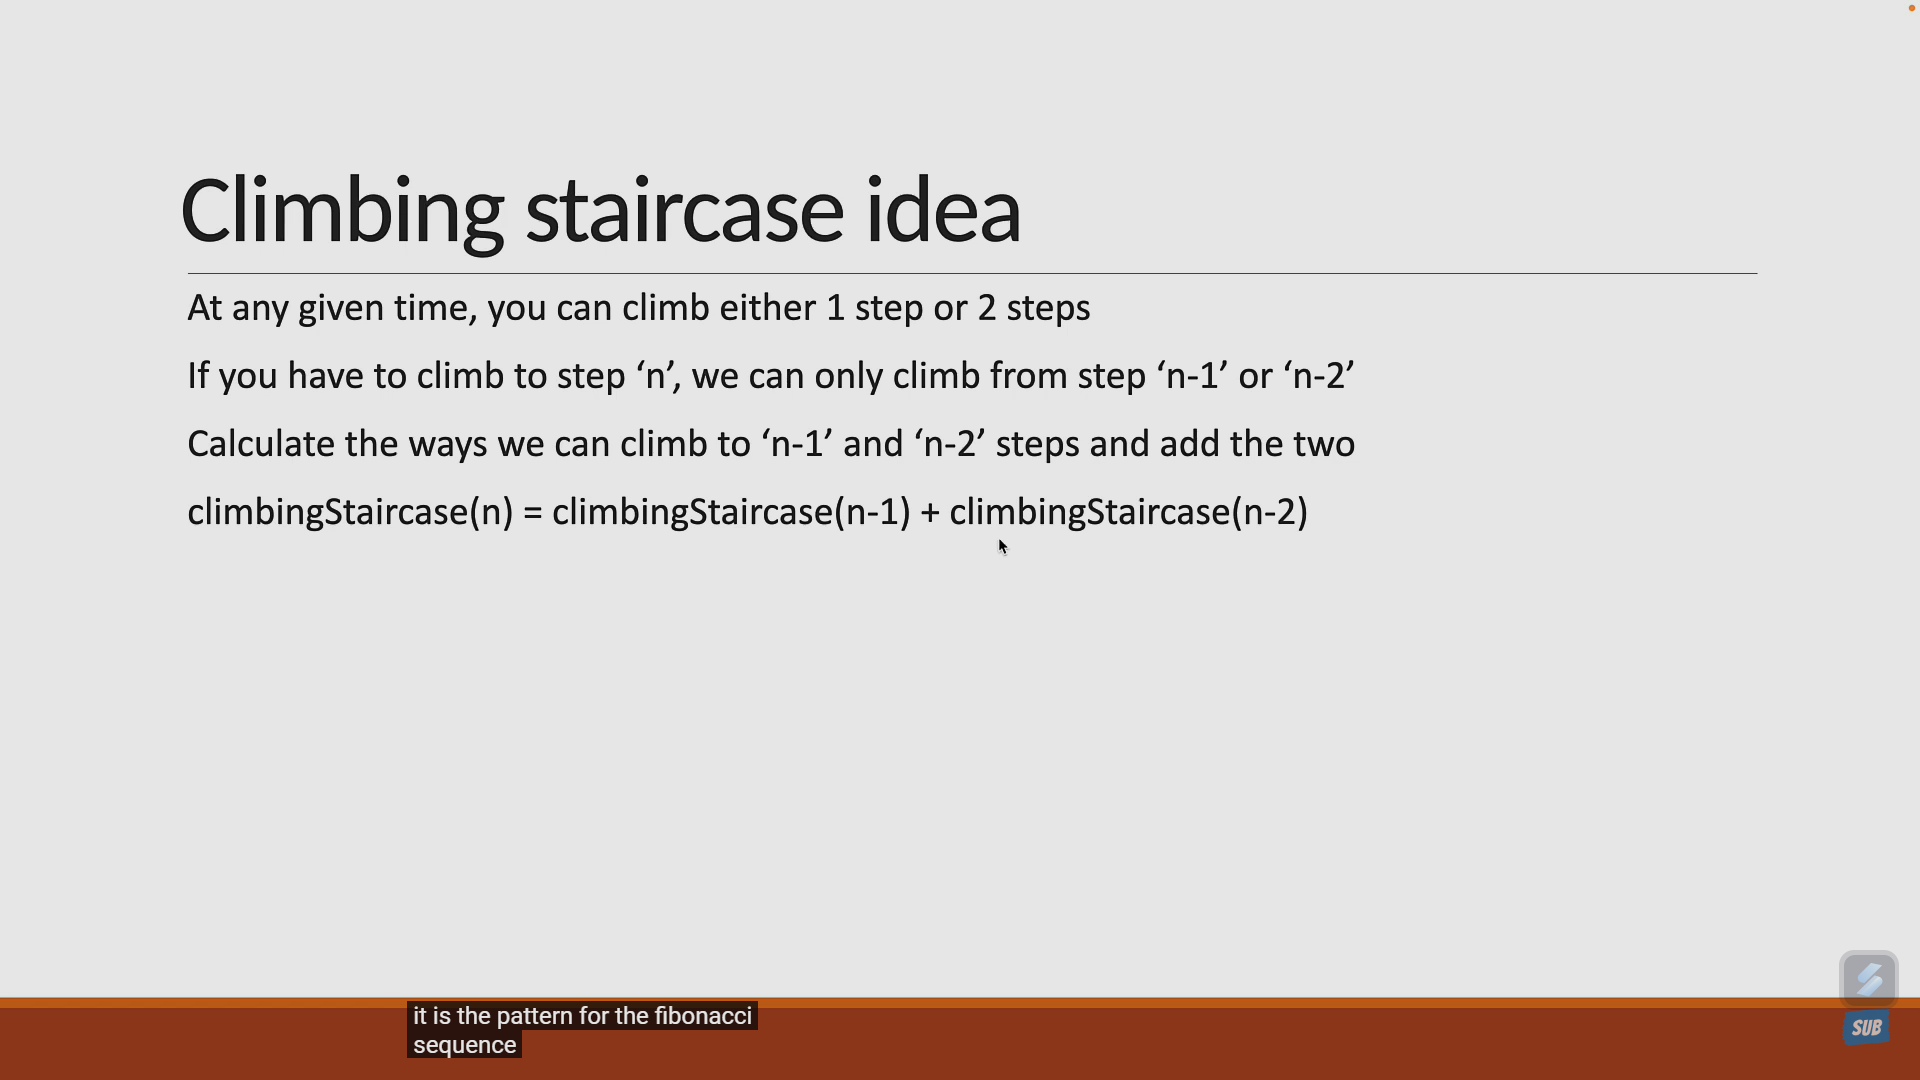 Climbing staircase idea
At any given time, you can climb either 1 step or 2 steps
If you have to climb to step ‘n’, we can only climb from step ‘n-1’ or ‘n-2’
Calculate the ways we can climb to ‘n-1’ and ‘n-2’ steps and add the two
climbingStaircase(n) = climbingStaircase(n-1) + climbingStaircase(n-2)
it is the pattern for the fibonacci
sequence
SUB